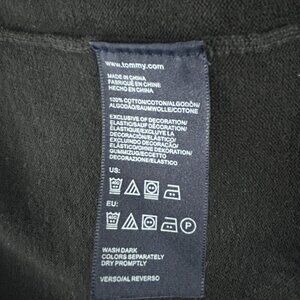 www.tommy.com
MADE IN CHINA
FABRIQUÉ EN CHINE
HECHO EN CHINA
100% COTTON/COTON/ALGODÓN/
ALGODÃO/BAUMWOLLE/COTONE
EXCLUSIVE OF DECORATION/
ELASTIC/SAUF DÉCORATION/
ÉLASTIQUE/EXCLUYE LA
DECORACIÓN/ELÁSTICO/
EXCLUINDO DECORAÇÃO/
ELÁSTICO/OHNE DEKORATION/
GUMMIZUG/ECCETTO
DECORAZIONE/ELASTICO
US:
EU:
P
WASH DARK
COLORS SEPARATELY
DRY PROMPTLY
VERSO/AL REVERSO